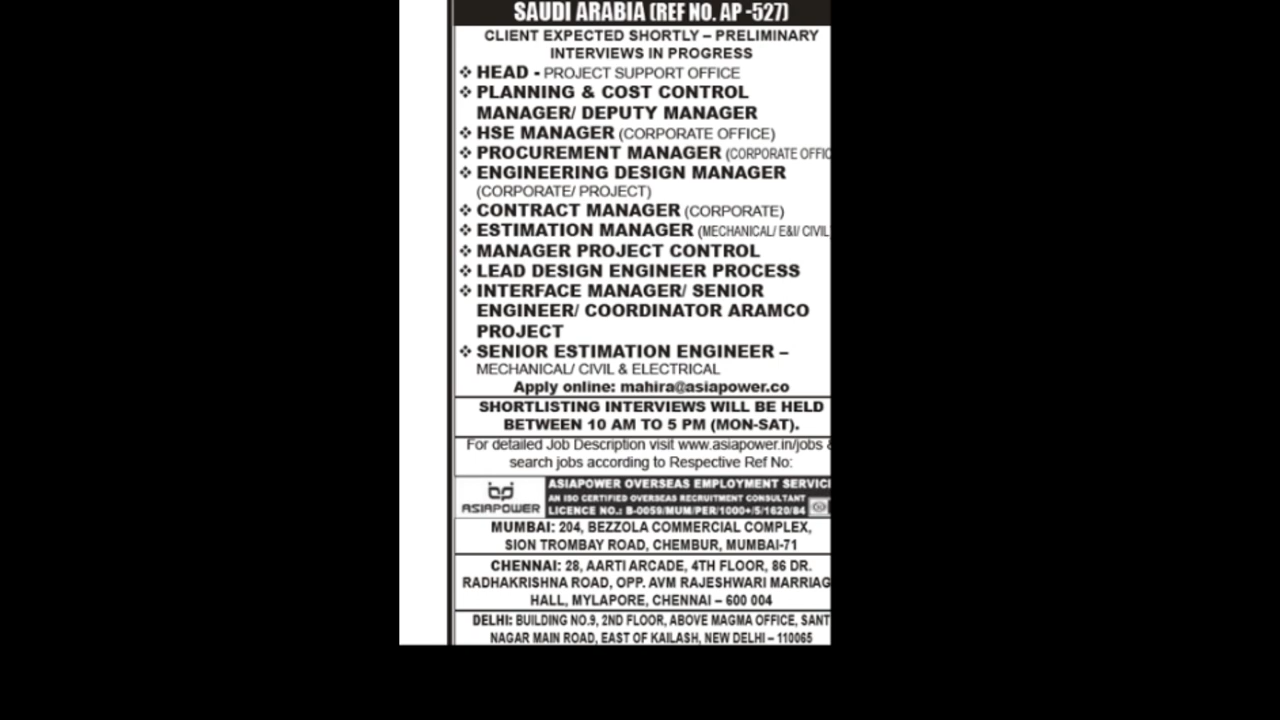 SAUDI ARABIA (REF NO. AP -527)
CLIENT EXPECTED SHORTLY – PRELIMINARY
INTERVIEWS IN PROGRESS
❖ HEAD - PROJECT SUPPORT OFFICE
❖ PLANNING & COST CONTROL
MANAGER/ DEPUTY MANAGER
❖ HSE MANAGER (CORPORATE OFFICE)
❖ PROCUREMENT MANAGER (CORPORATE OFFIC
❖ ENGINEERING DESIGN MANAGER
(CORPORATE/ PROJECT)
❖ CONTRACT MANAGER (CORPORATE)
❖ ESTIMATION MANAGER (MECHANICAL/ E&I/ CIVIL
❖ MANAGER PROJECT CONTROL
❖ LEAD DESIGN ENGINEER PROCESS
❖ INTERFACE MANAGER/ SENIOR
ENGINEER/ COORDINATOR ARAMCO
PROJECT
❖ SENIOR ESTIMATION ENGINEER –
MECHANICAL/ CIVIL & ELECTRICAL
Apply online: mahira@asiapower.co
SHORTLISTING INTERVIEWS WILL BE HELD
BETWEEN 10 AM TO 5 PM (MON-SAT).
For detailed Job Description visit www.asiapower.in/jobs &
search jobs according to Respective Ref No:
ASIAPOWER
ASIAPOWER OVERSEAS EMPLOYMENT SERVIC
AN ISO CERTIFIED OVERSEAS RECRUITMENT CONSULTANT
LICENCE NO.: B-0059/MUM/PER/1000+/5/1620/84
MUMBAI: 204, BEZZOLA COMMERCIAL COMPLEX,
SION TROMBAY ROAD, CHEMBUR, MUMBAI-71
CHENNAI: 28, AARTI ARCADE, 4TH FLOOR, 86 DR.
RADHAKRISHNA ROAD, OPP. AVM RAJESHWARI MARRIAG
HALL, MYLAPORE, CHENNAI – 600 004
DELHI: BUILDING NO.9, 2ND FLOOR, ABOVE MAGMA OFFICE, SANT
NAGAR MAIN ROAD, EAST OF KAILASH, NEW DELHI – 110065